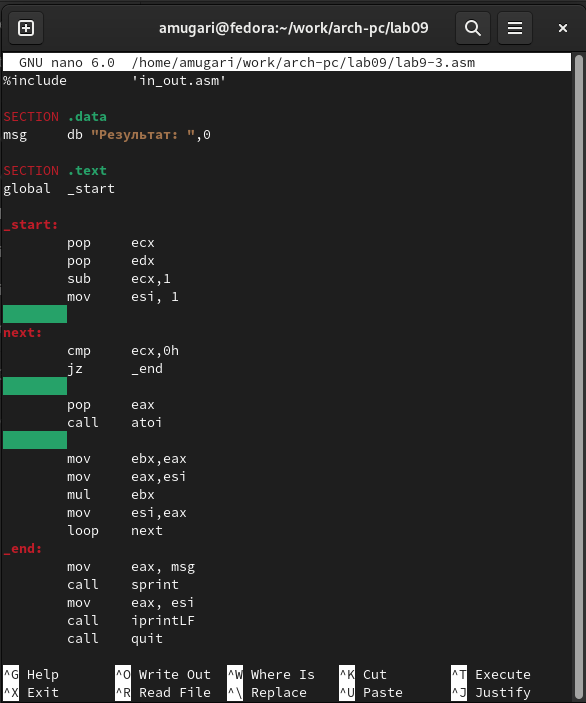 amugari@fedora:~/work/arch-pc/lab09
GNU nano 6.0 /home/amugari/work/arch-pc/lab09/lab9-3.asm
%include 'in_out.asm'
SECTION .data
msg db "Результат: ",0
SECTION .text
global _start
_start:
pop ecx
pop edx
sub ecx,1
mov esi, 1
next:
cmp ecx,0h
jz _end
pop eax
call atoi
mov ebx,eax
mov eax,esi
mul ebx
mov esi,eax
loop next
_end:
mov eax, msg
call sprint
mov eax, esi
call iprintLF
call quit
^G Help ^O Write Out ^W Where Is ^K Cut ^T Execute
^X Exit ^R Read File ^\ Replace ^U Paste ^J Justify